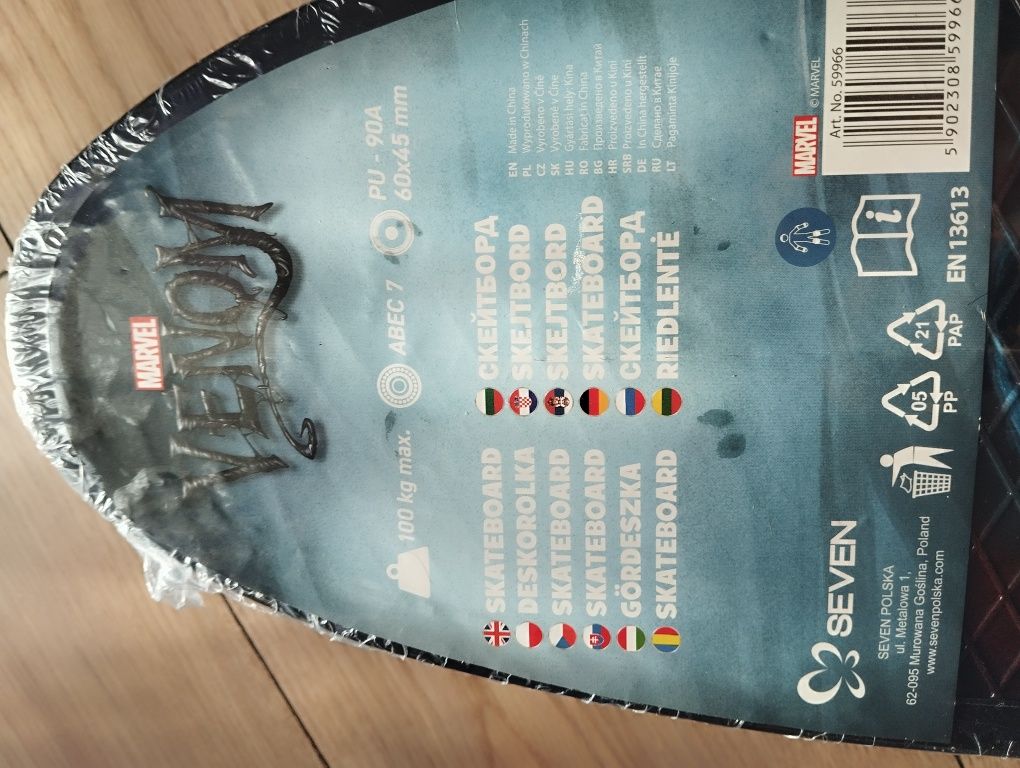 MARVEL
VENOM
100 kg max.
ABEC 7
PU - 90A
60x45 mm
SKATEBOARD
DESKOROLKA
SKATEBOARD
SKATEBOARD
GÖRDESZKA
SKATEBOARD
СКЕЙТБОРД
SKEJTBORD
SKEJTBORD
SKATEBOARD
СКЕЙТБОРД
RIEDLENTĖ
EN Made in China
PL Wyprodukowano w Chinach
CZ Vyrobeno v Číně
SK Vyrobené v Číne
HU Gyártási hely: Kína
RO Fabricat în China
BG Произведено в Китай
HR Proizvedeno u Kini
SRB Proizvedeno u Kini
DE In China hergestellt
RU Сделано в Китае
LT Pagaminta Kinijoje
SEVEN
SEVEN POLSKA
ul. Metalowa 1,
62-095 Murowana Goślina, Poland
www.sevenpolska.com
05
PP
21
PAP
i
EN 13613
MARVEL
© MARVEL
Art. No. 59966
5 902308 59966